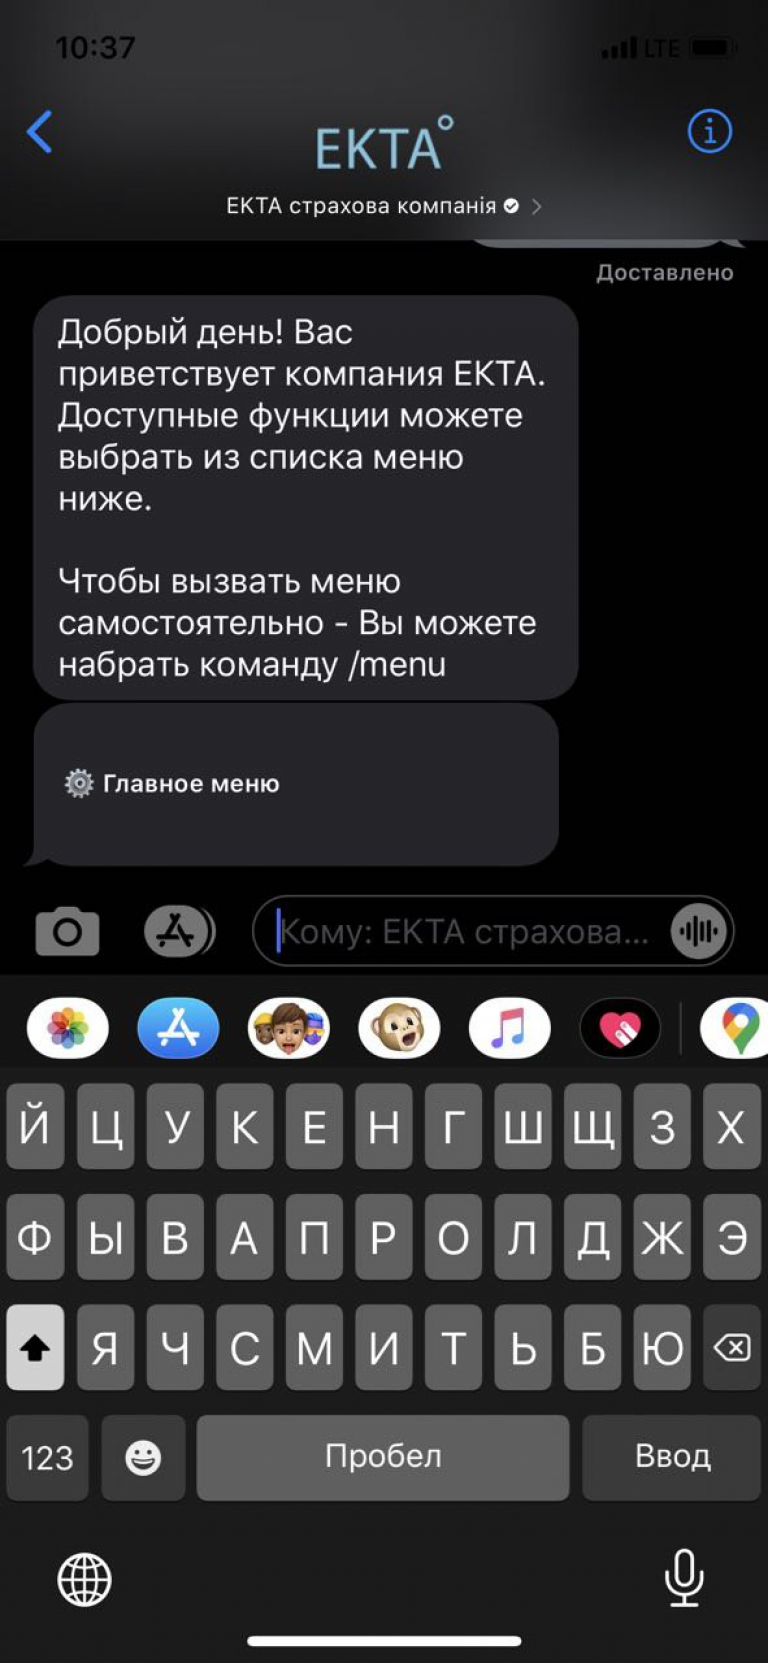 10:37
LTE
EKTA°
ЕКТА страхова компанія
Доставлено
Добрый день! Вас
приветствует компания ЕКТА.
Доступные функции можете
выбрать из списка меню
ниже.
Чтобы вызвать меню
самостоятельно - Вы можете
набрать команду /menu
Главное меню
Кому: ЕКТА страхова...
Й Ц У К Е Н Г Ш Щ З Х
Ф Ы В А П Р О Л Д Ж Э
Я Ч С М И Т Ь Б Ю
123 Пробел Ввод